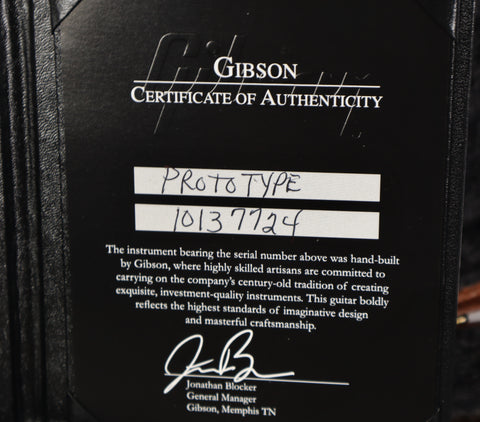 GIBSON
CERTIFICATE OF AUTHENTICITY
PROTOTYPE
10137724
The instrument bearing the serial number above was hand-built
by Gibson, where highly skilled artisans are committed to
carrying on the company's century-old tradition of creating
exquisite, investment-quality instruments. This guitar boldly
reflects the highest standards of imaginative design
and masterful craftsmanship.
Jonathan Blocker
General Manager
Gibson, Memphis TN